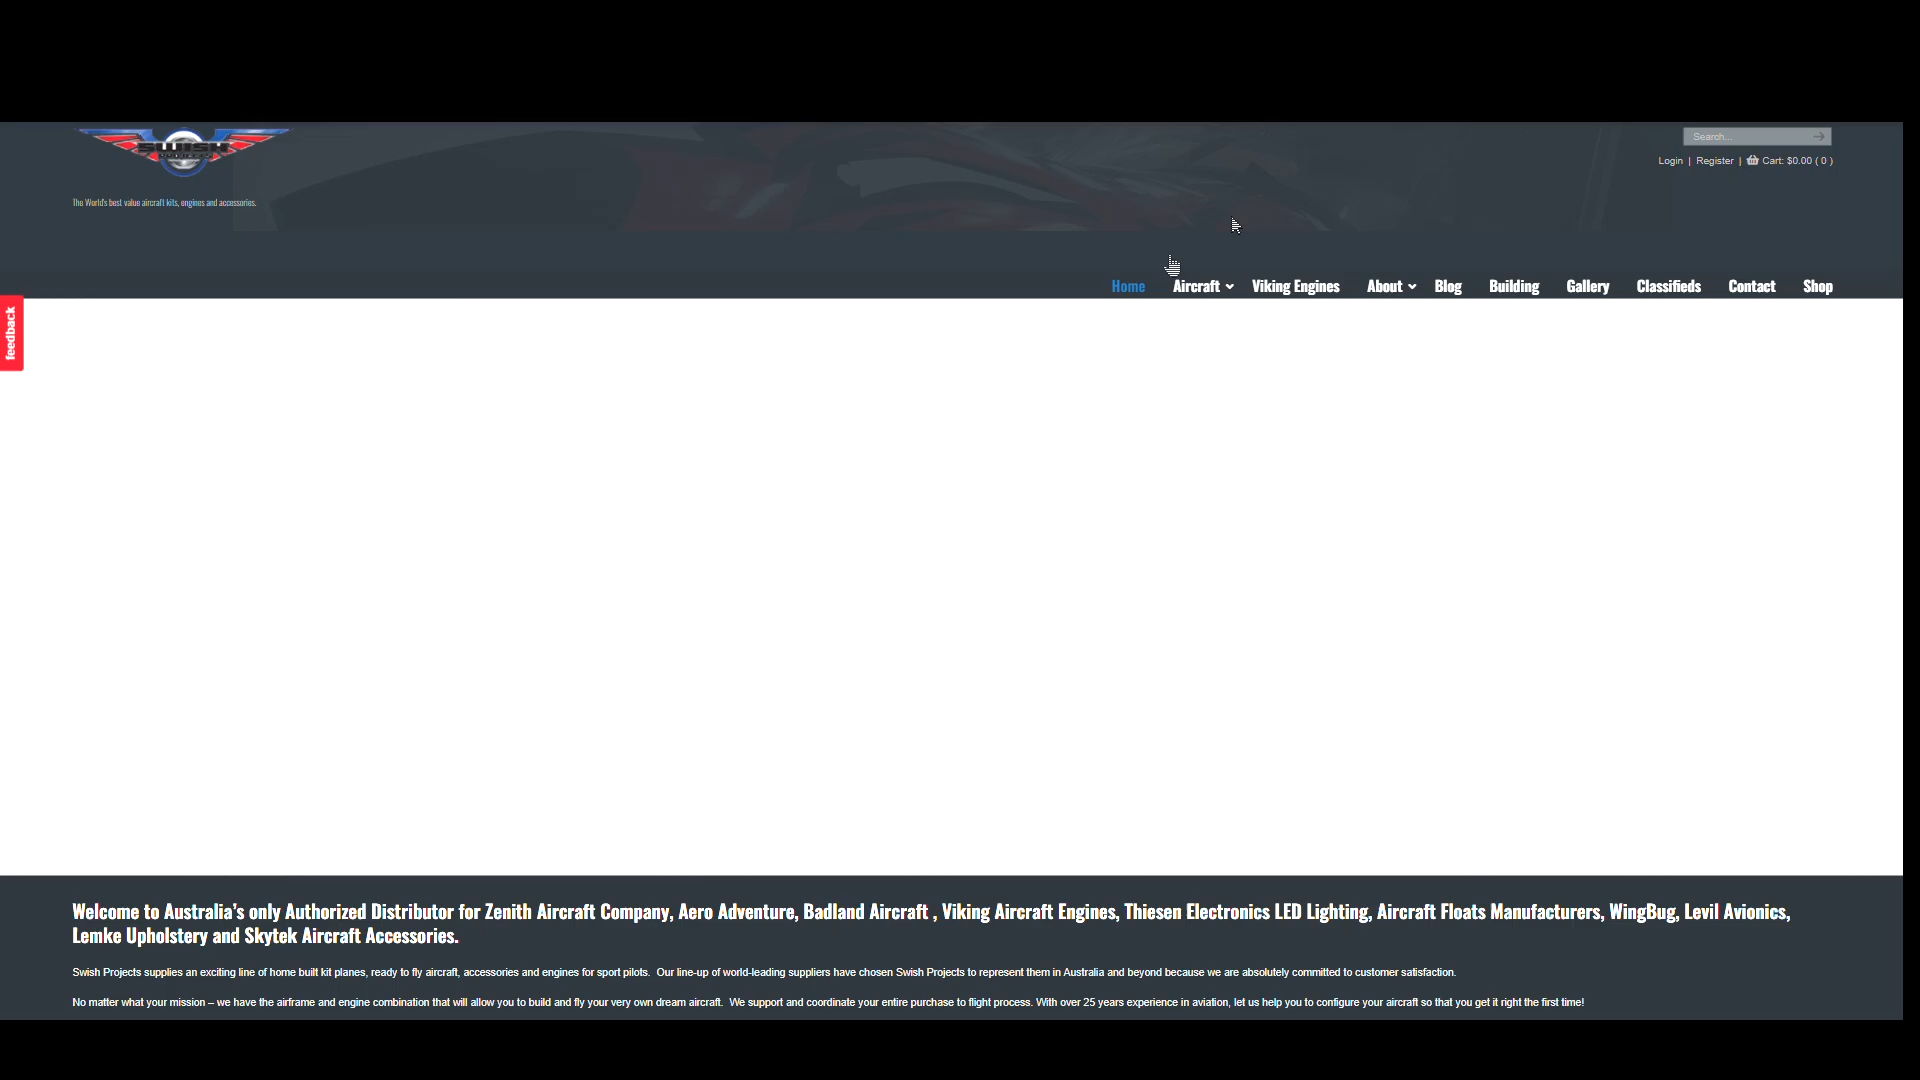 SWISH
Search...
Login | Register | Cart: $0.00 ( 0 )
The World's best value aircraft kits, engines and accessories.
Home Aircraft Viking Engines About Blog Building Gallery Classifieds Contact Shop
feedback
Welcome to Australia's only Authorized Distributor for Zenith Aircraft Company, Aero Adventure, Badland Aircraft , Viking Aircraft Engines, Thiesen Electronics LED Lighting, Aircraft Floats Manufacturers, WingBug, Levil Avionics,
Lemke Upholstery and Skytek Aircraft Accessories.
Swish Projects supplies an exciting line of home built kit planes, ready to fly aircraft, accessories and engines for sport pilots. Our line-up of world-leading suppliers have chosen Swish Projects to represent them in Australia and beyond because we are absolutely committed to customer satisfaction.
No matter what your mission – we have the airframe and engine combination that will allow you to build and fly your very own dream aircraft. We support and coordinate your entire purchase to flight process. With over 25 years experience in aviation, let us help you to configure your aircraft so that you get it right the first time!